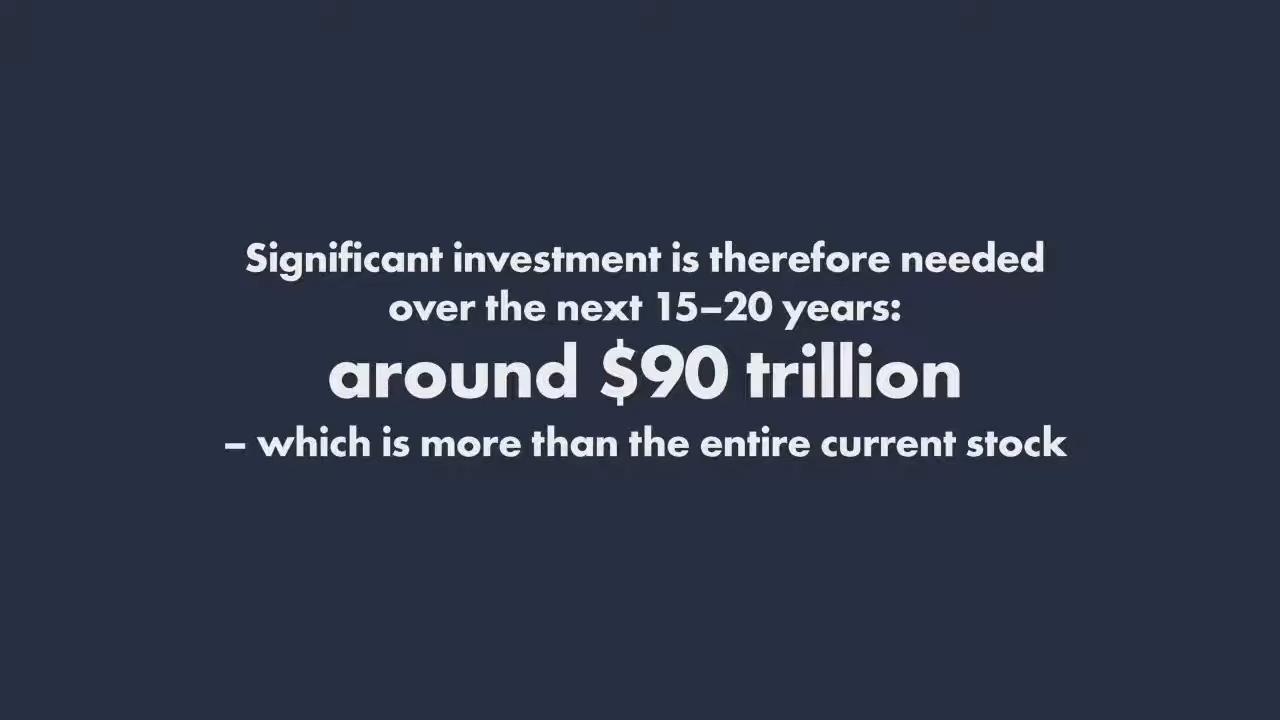 Significant investment is therefore needed
over the next 15–20 years:
around $90 trillion
– which is more than the entire current stock